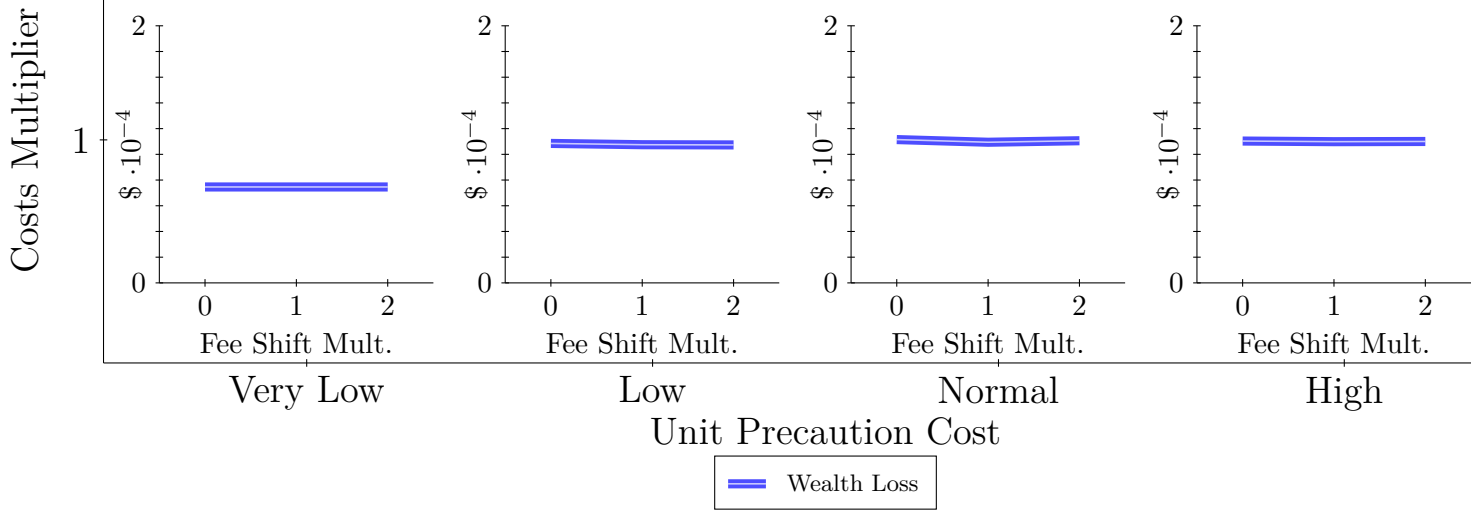 Costs Multiplier
1
2
0
$ ·10⁻⁴
0 1 2
Fee Shift Mult.
2
0
$ ·10⁻⁴
0 1 2
Fee Shift Mult.
2
0
$ ·10⁻⁴
0 1 2
Fee Shift Mult.
2
0
$ ·10⁻⁴
0 1 2
Fee Shift Mult.
Very Low Low Normal High
Unit Precaution Cost
Wealth Loss